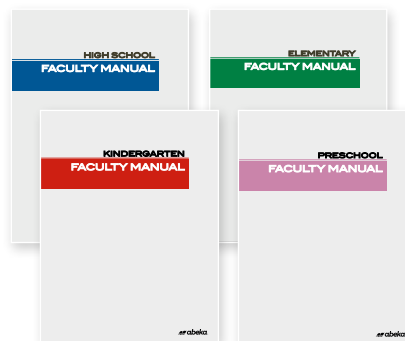 HIGH SCHOOL
FACULTY MANUAL
ELEMENTARY
FACULTY MANUAL
KINDERGARTEN
FACULTY MANUAL
abeka
PRESCHOOL
FACULTY MANUAL
abeka